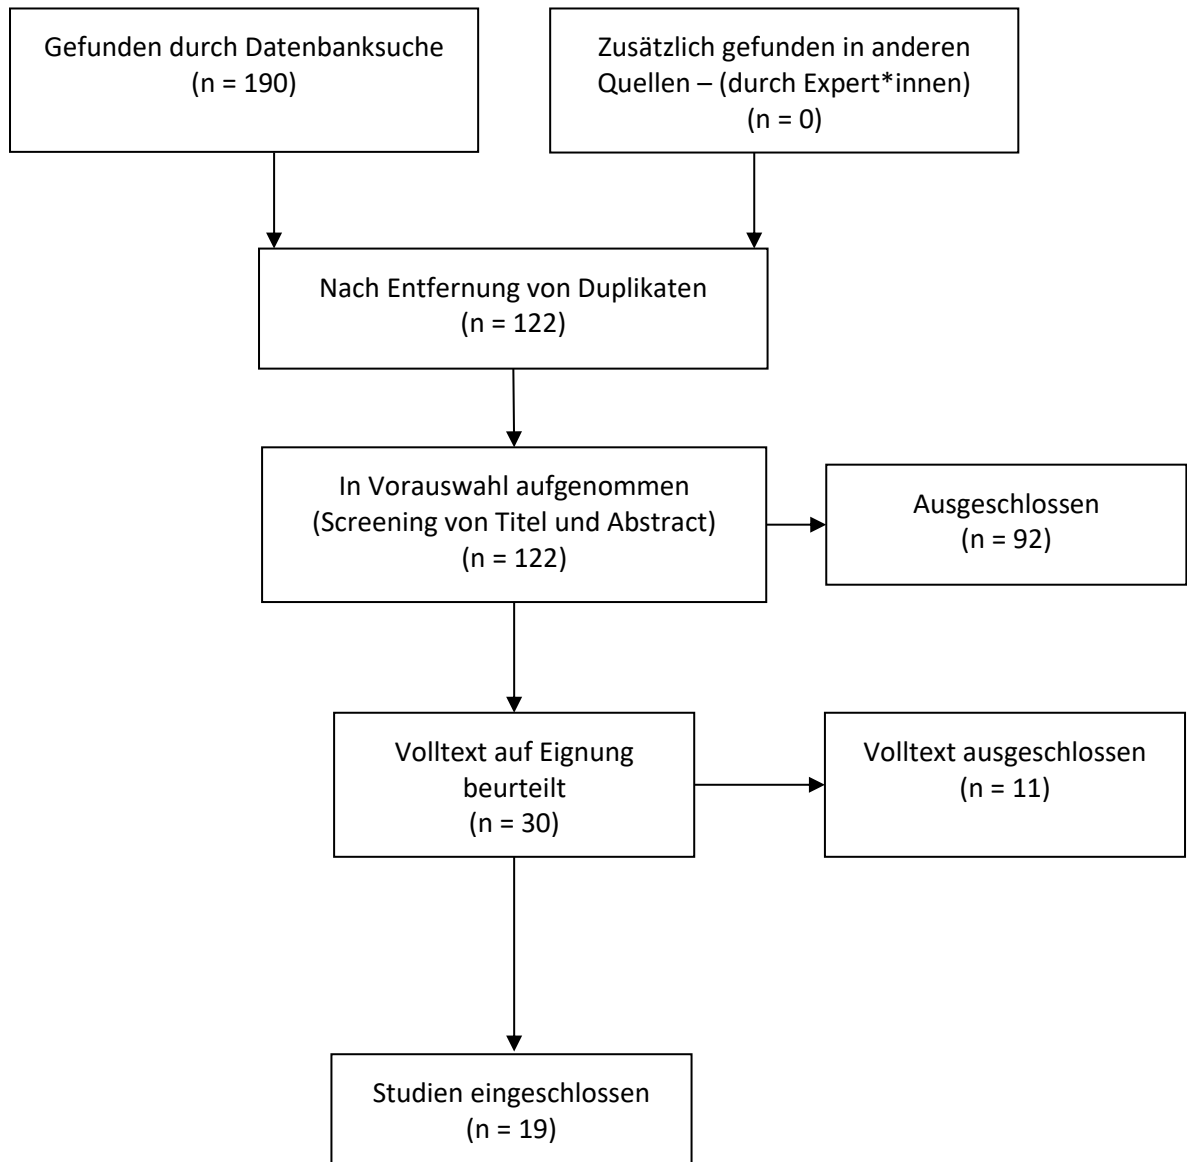 Gefunden durch Datenbanksuche
(n = 190)
Zusätzlich gefunden in anderen
Quellen – (durch Expert*innen)
(n = 0)
Nach Entfernung von Duplikaten
(n = 122)
In Vorauswahl aufgenommen
(Screening von Titel und Abstract)
(n = 122)
Ausgeschlossen
(n = 92)
Volltext auf Eignung
beurteilt
(n = 30)
Volltext ausgeschlossen
(n = 11)
Studien eingeschlossen
(n = 19)